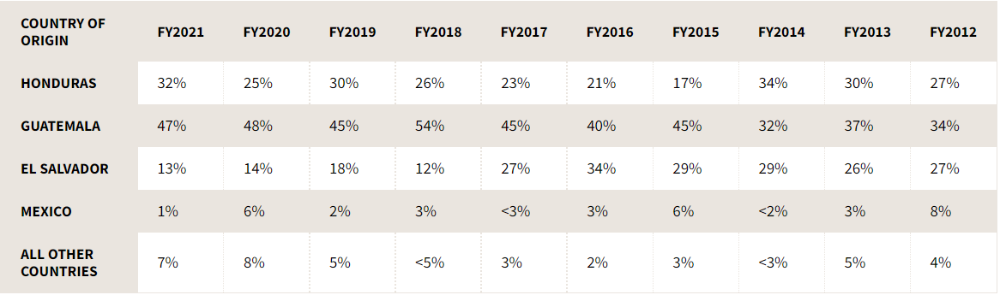 COUNTRY OF
ORIGIN FY2021 FY2020 FY2019 FY2018 FY2017 FY2016 FY2015 FY2014 FY2013 FY2012
HONDURAS 32% 25% 30% 26% 23% 21% 17% 34% 30% 27%
GUATEMALA 47% 48% 45% 54% 45% 40% 45% 32% 37% 34%
EL SALVADOR 13% 14% 18% 12% 27% 34% 29% 29% 26% 27%
MEXICO 1% 6% 2% 3% <3% 3% 6% <2% 3% 8%
ALL OTHER
COUNTRIES 7% 8% 5% <5% 3% 2% 3% <3% 5% 4%